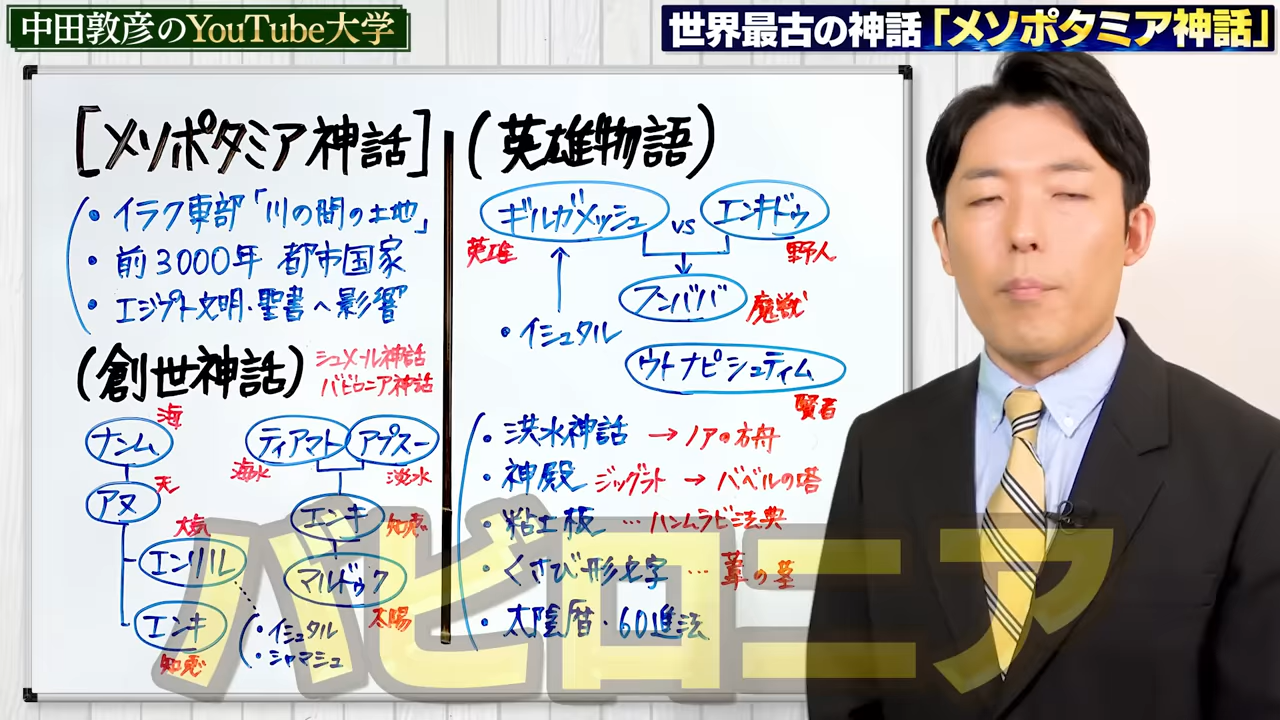 中田敦彦のYouTube大学
世界最古の神話「メソポタミア神話」
[メソポタミア神話]
・イラク東部「川の間の土地」
・前3000年 都市国家
・エジプト文明・聖書へ影響
(創世神話)
シュメール神話
バビロニア神話
海
ナンム
天
アヌ
大気
エンリル
エンキ
知恵
・イシュタル
・シャマシュ
ティアマト
アプスー
海水
淡水
エンキ
知恵
マルドゥク
太陽
(英雄物語)
ギルガメッシュ vs エンキドゥ
英雄
野人
フンババ
魔獣
・イシュタル
ウトナピシュティム
賢者
・洪水神話 → ノアの方舟
・神殿 ジッグラト → バベルの塔
・粘土板 … ハンムラビ法典
・くさび形文字 … 葦の茎
・太陰暦・60進法
バビロニア